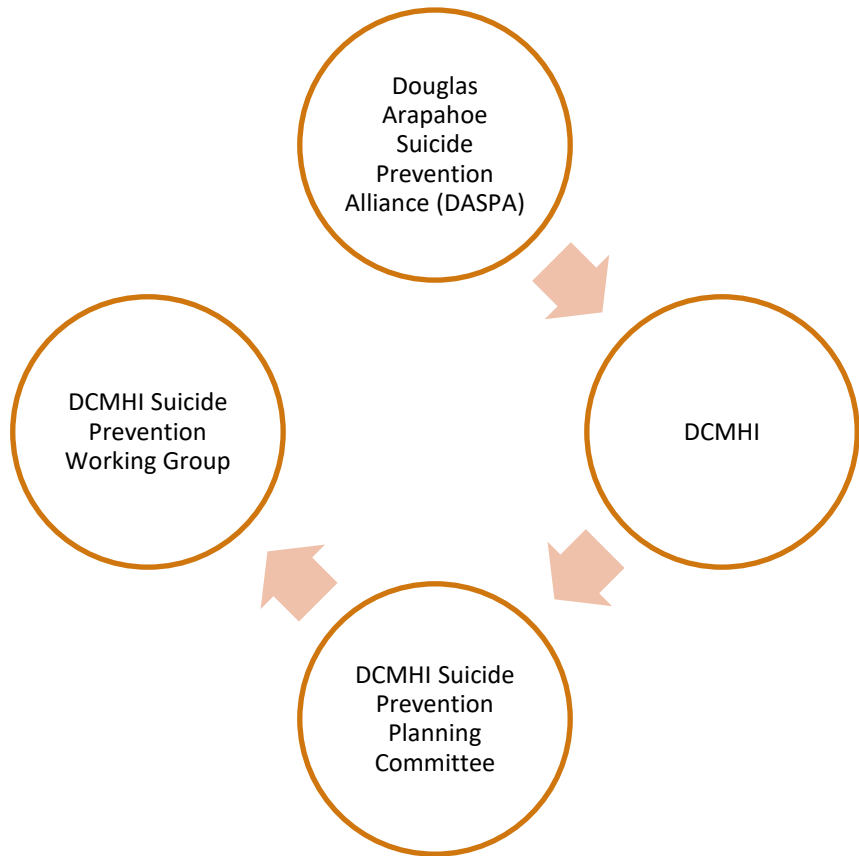 Douglas
Arapahoe
Suicide
Prevention
Alliance (DASPA)
DCMHI
DCMHI Suicide
Prevention
Planning
Committee
DCMHI Suicide
Prevention
Working Group